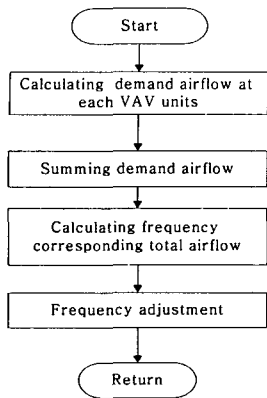 Start
Calculating demand airflow at
each VAV units
Summing demand airflow
Calculating frequency
corresponding total airflow
Frequency adjustment
Return